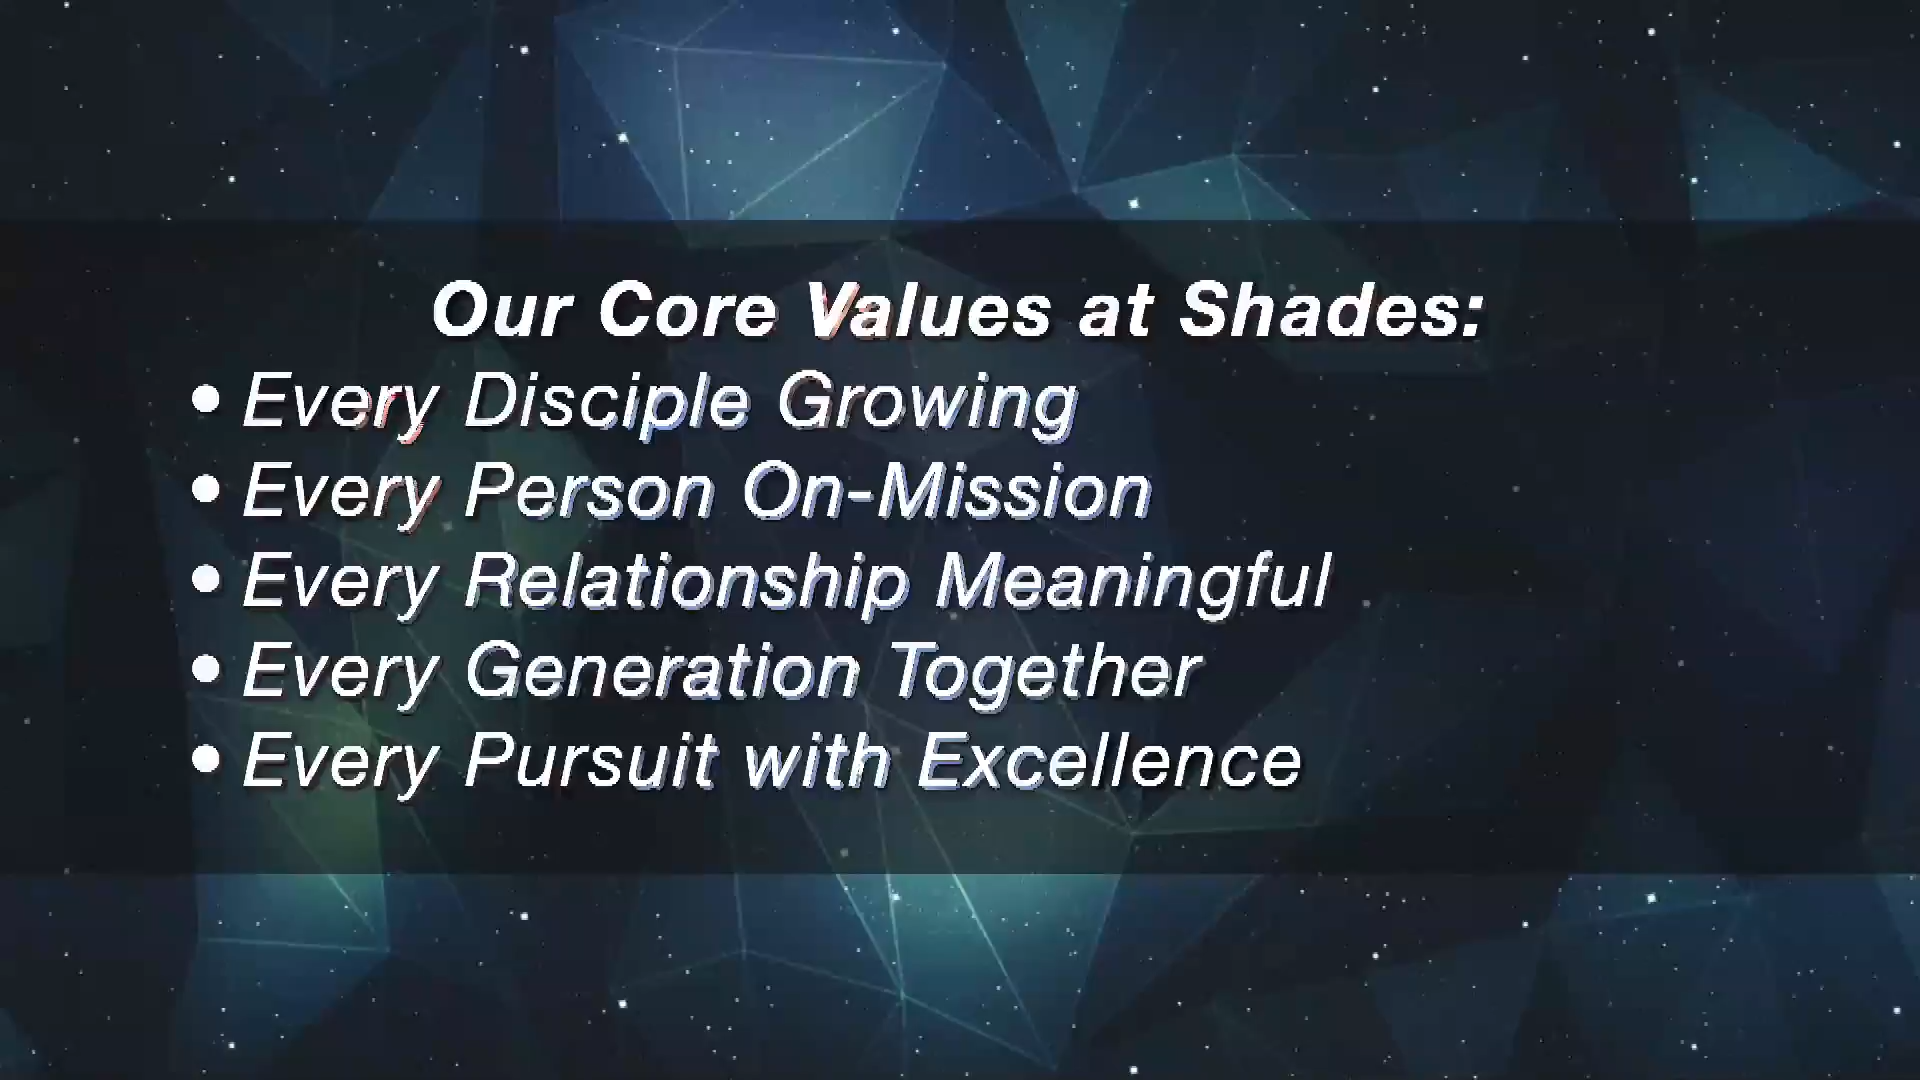 Our Core Values at Shades:
• Every Disciple Growing
• Every Person On-Mission
• Every Relationship Meaningful
• Every Generation Together
• Every Pursuit with Excellence